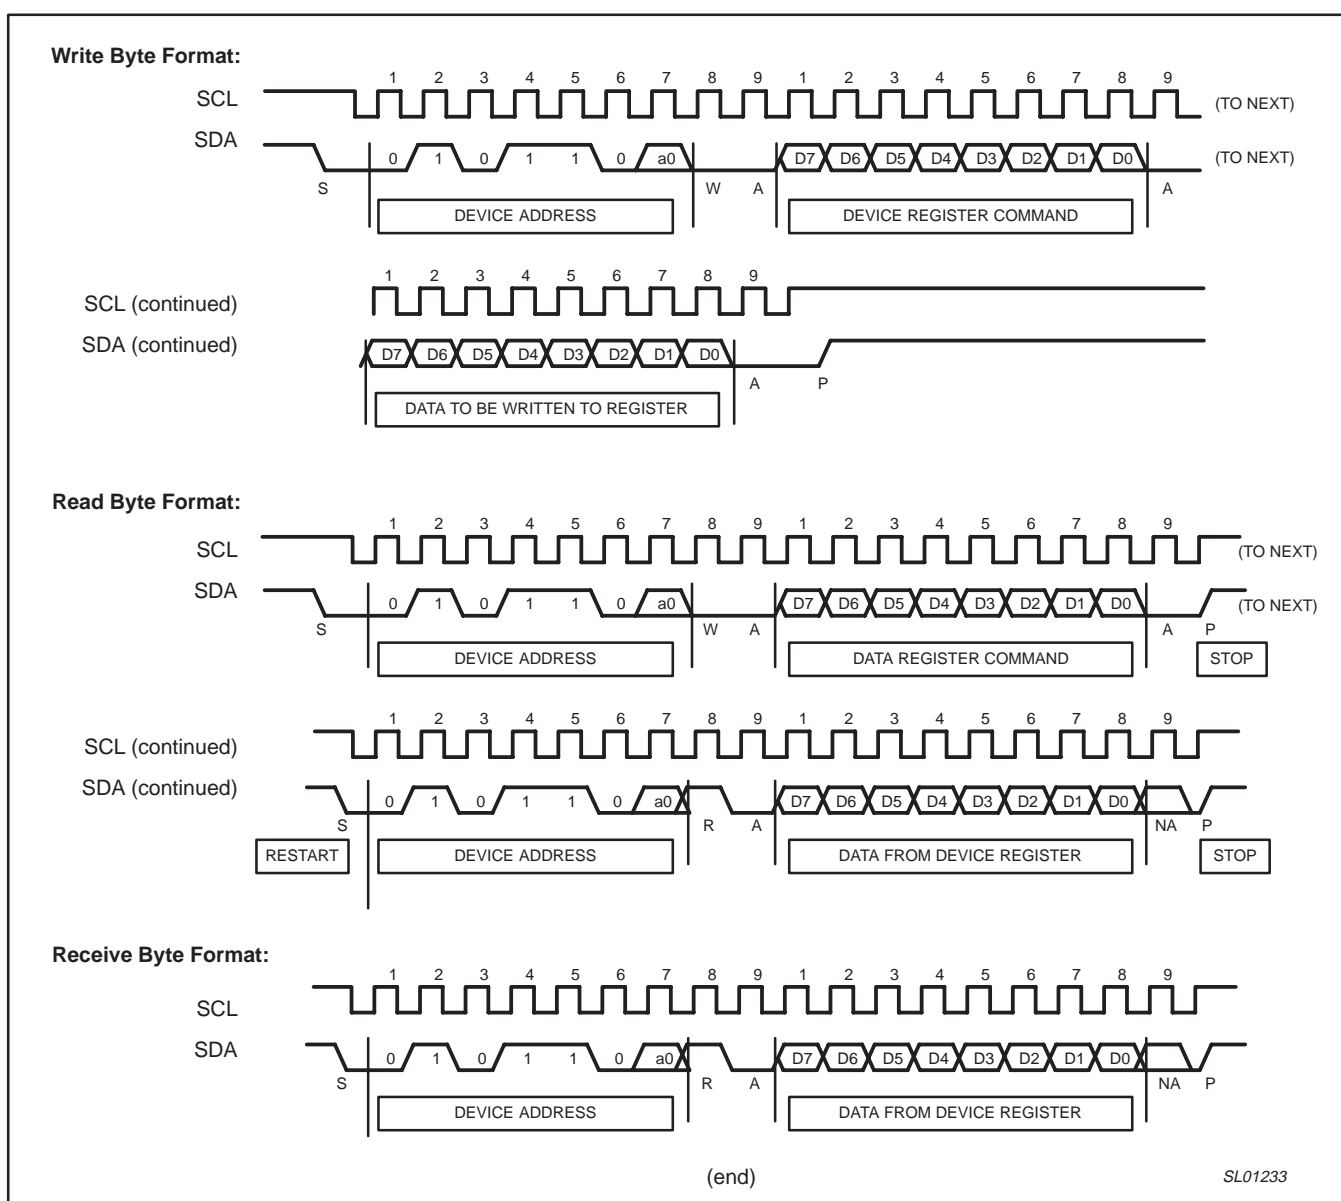 Write Byte Format:
1 2 3 4 5 6 7 8 9 1 2 3 4 5 6 7 8 9
SCL (TO NEXT)
SDA 0 1 0 1 1 0 a0 D7 D6 D5 D4 D3 D2 D1 D0 (TO NEXT)
S W A A
DEVICE ADDRESS DEVICE REGISTER COMMAND
1 2 3 4 5 6 7 8 9
SCL (continued)
SDA (continued) D7 D6 D5 D4 D3 D2 D1 D0
A P
DATA TO BE WRITTEN TO REGISTER
Read Byte Format:
1 2 3 4 5 6 7 8 9 1 2 3 4 5 6 7 8 9
SCL (TO NEXT)
SDA 0 1 0 1 1 0 a0 D7 D6 D5 D4 D3 D2 D1 D0 (TO NEXT)
S W A A P
DEVICE ADDRESS DATA REGISTER COMMAND STOP
1 2 3 4 5 6 7 8 9 1 2 3 4 5 6 7 8 9
SCL (continued)
SDA (continued) 0 1 0 1 1 0 a0 D7 D6 D5 D4 D3 D2 D1 D0
S R A NA P
RESTART DEVICE ADDRESS DATA FROM DEVICE REGISTER STOP
Receive Byte Format:
1 2 3 4 5 6 7 8 9 1 2 3 4 5 6 7 8 9
SCL
SDA 0 1 0 1 1 0 a0 D7 D6 D5 D4 D3 D2 D1 D0
S R A NA P
DEVICE ADDRESS DATA FROM DEVICE REGISTER
(end) SL01233